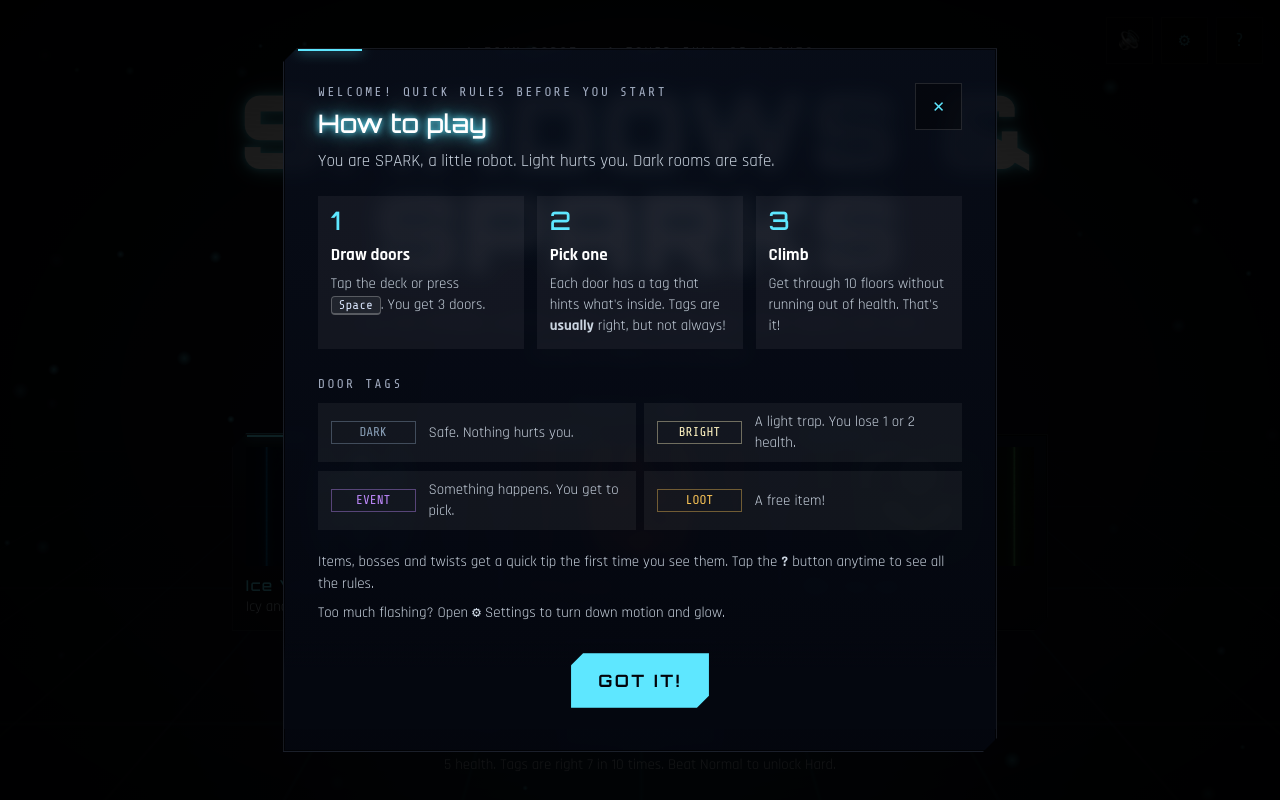 WELCOME! QUICK RULES BEFORE YOU START
How to play
×
You are SPARK, a little robot. Light hurts you. Dark rooms are safe.
1
Draw doors
Tap the deck or press
Space. You get 3 doors.
2
Pick one
Each door has a tag that
hints what's inside. Tags are
usually right, but not always!
3
Climb
Get through 10 floors without
running out of health. That's
it!
DOOR TAGS
DARK
Safe. Nothing hurts you.
BRIGHT
A light trap. You lose 1 or 2
health.
EVENT
Something happens. You get to
pick.
LOOT
A free item!
Items, bosses and twists get a quick tip the first time you see them. Tap the ? button anytime to see all
the rules.
Too much flashing? Open ⚙ Settings to turn down motion and glow.
GOT IT!
5 health. Tags are right 7 in 10 times. Beat Normal to unlock Hard.